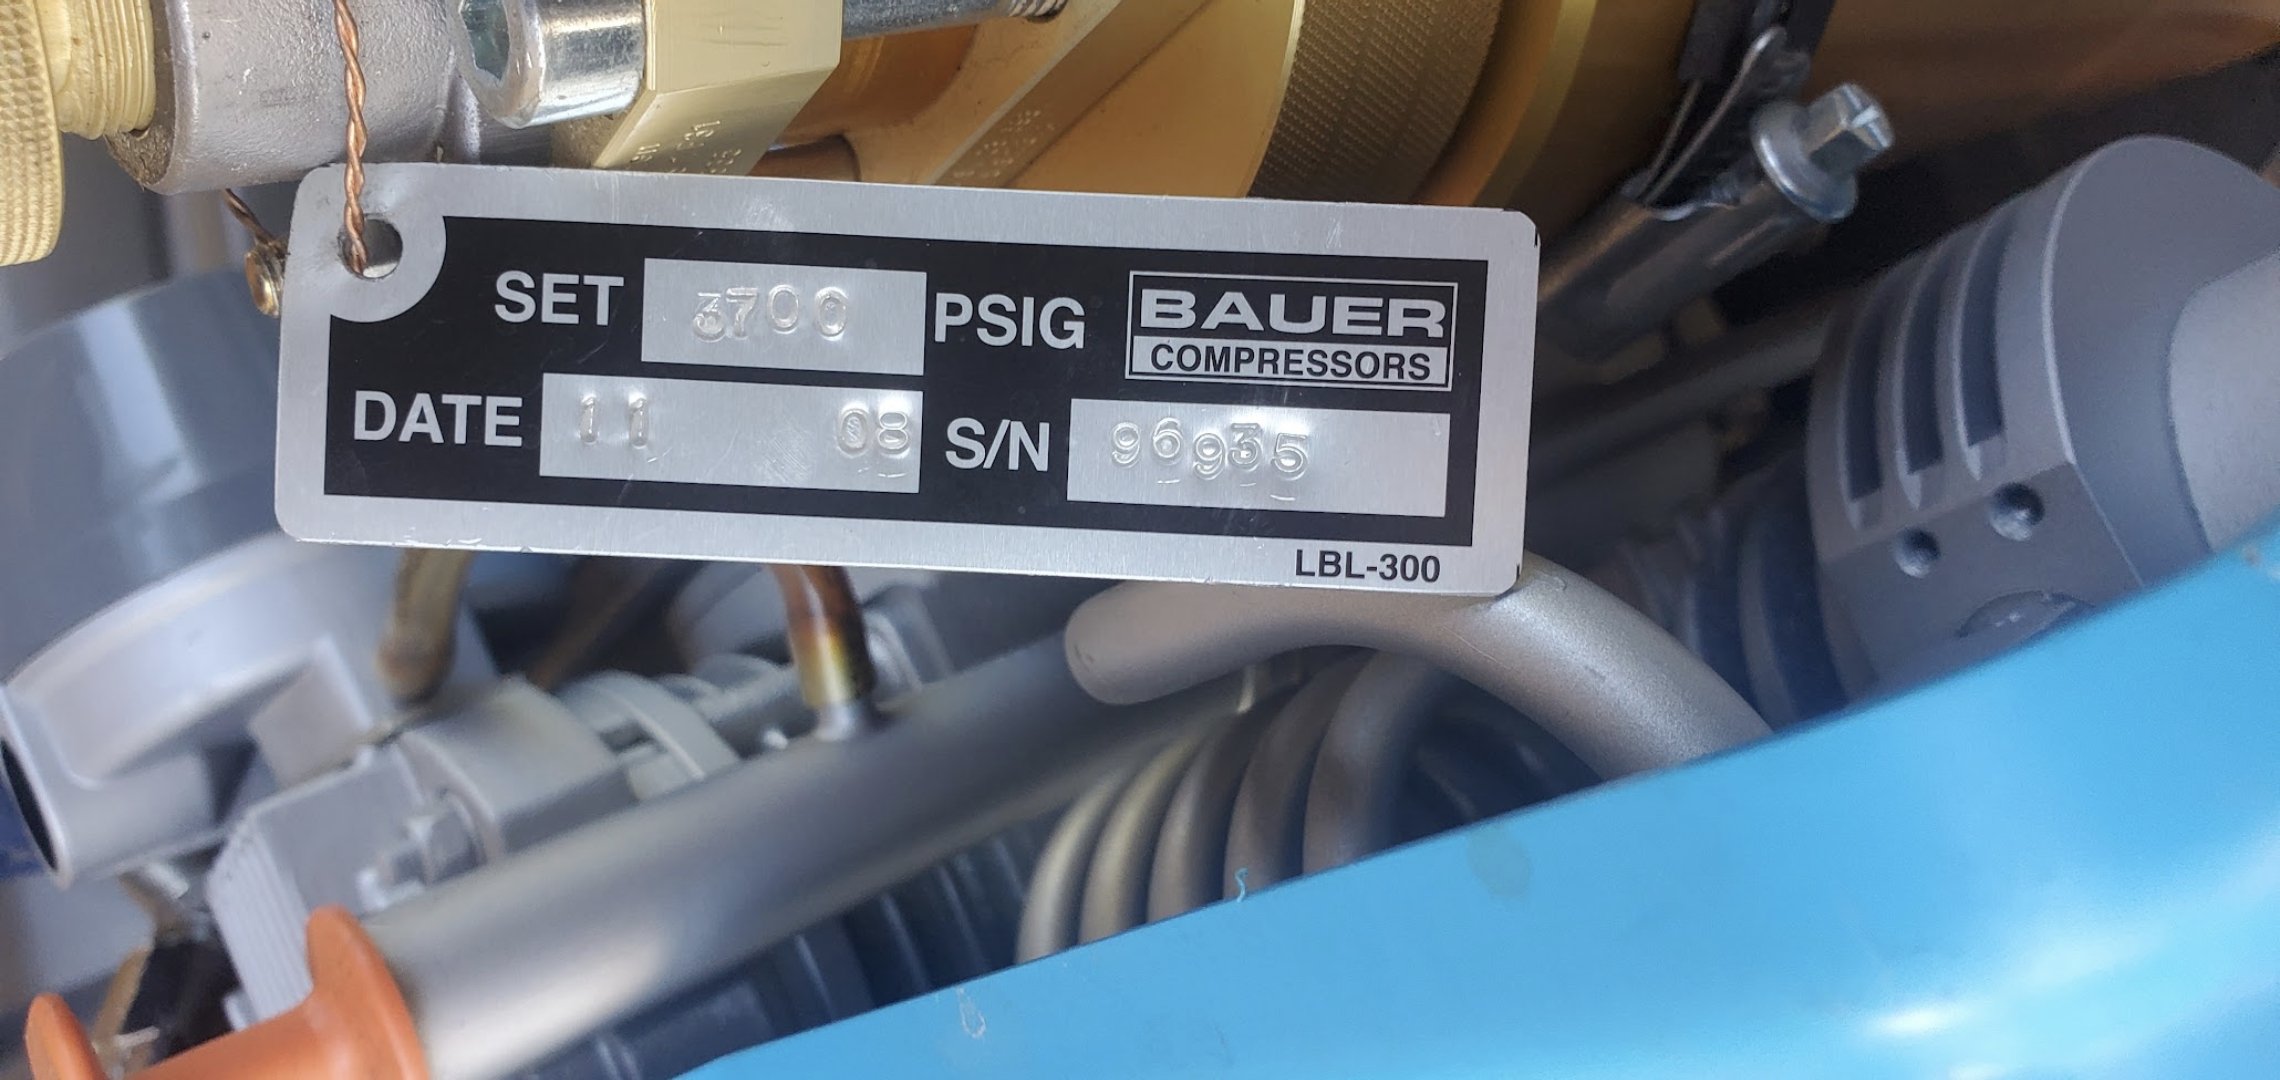 SET 3700 PSIG
BAUER
COMPRESSORS
DATE 11 08 S/N 96935
LBL-300